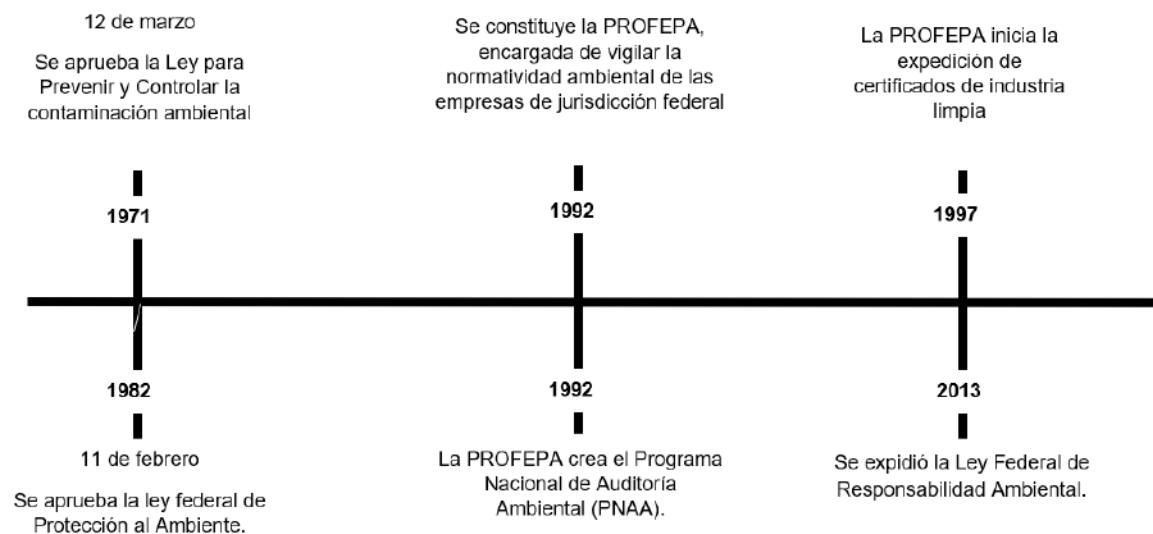 12 de marzo
Se aprueba la Ley para
Prevenir y Controlar la
contaminación ambiental
1971
Se constituye la PROFEPA,
encargada de vigilar la
normatividad ambiental de las
empresas de jurisdicción federal
1992
La PROFEPA inicia la
expedición de
certificados de industria
limpia
1997
1982
11 de febrero
Se aprueba la ley federal de
Protección al Ambiente.
1992
La PROFEPA crea el Programa
Nacional de Auditoría
Ambiental (PNAA).
2013
Se expidió la Ley Federal de
Responsabilidad Ambiental.